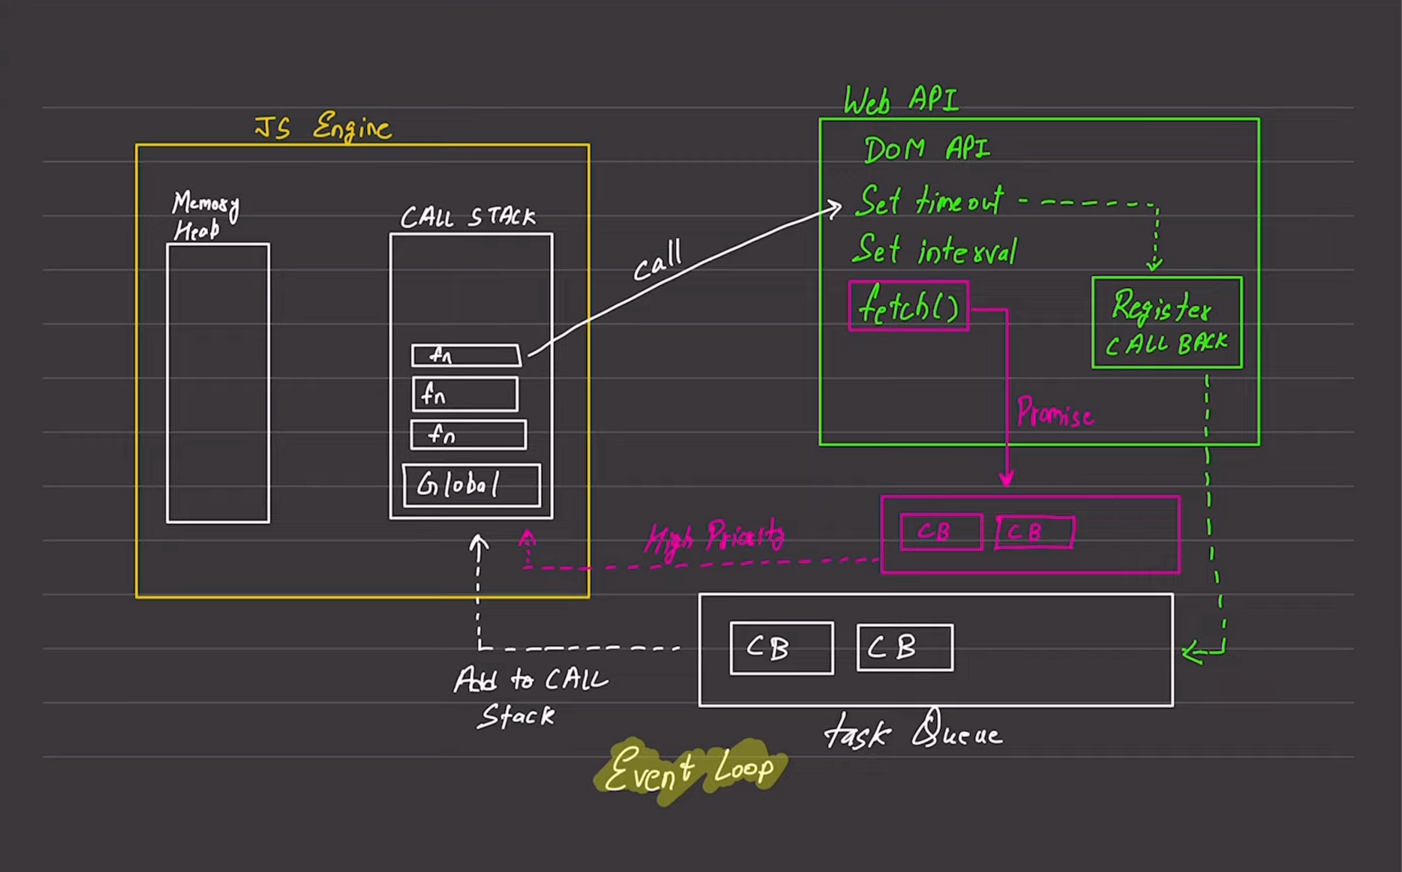 JS Engine
Memory
Heap
CALL STACK
fn
fn
fn
Global
call
Web API
DOM API
Set timeout
Set interval
fetch()
Register
CALL BACK
Promise
CB CB
High Priority
CB CB
Add to CALL
Stack
task Queue
Event Loop